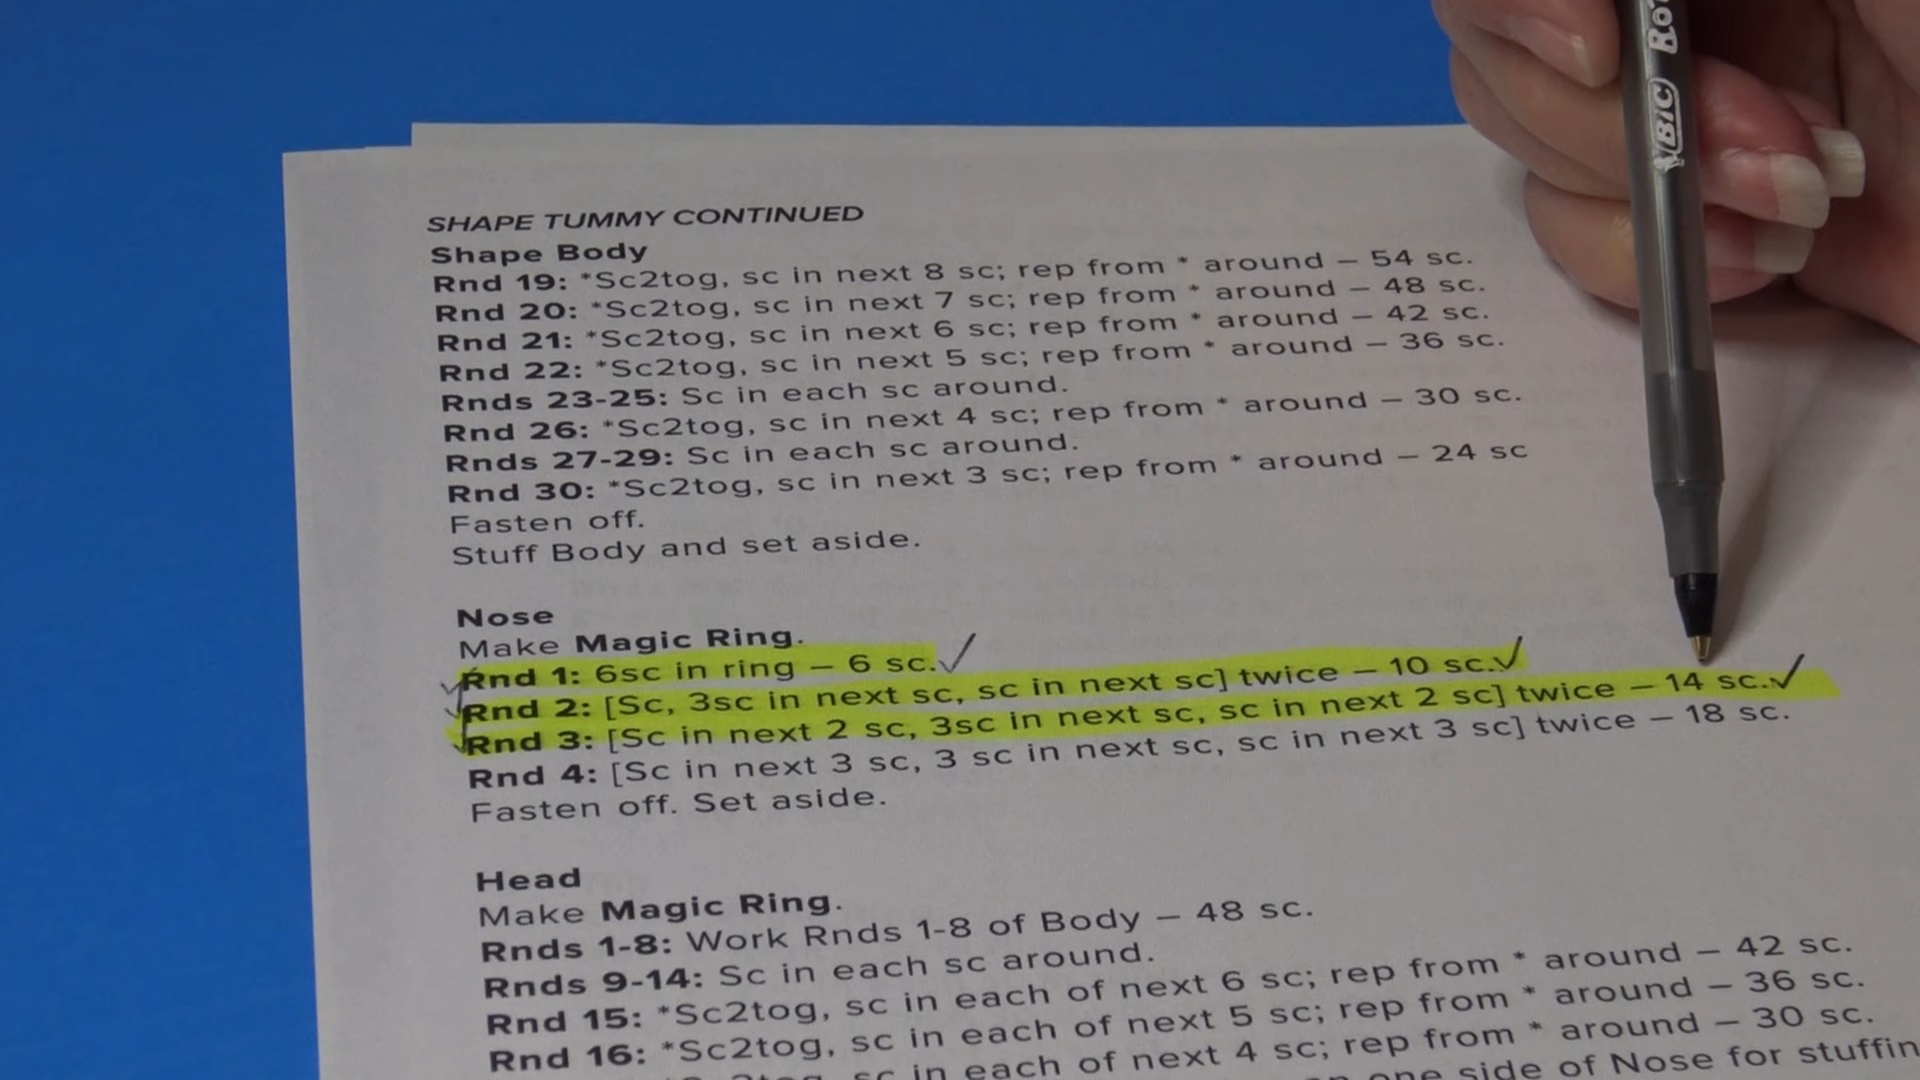 BIC Ro
SHAPE TUMMY CONTINUED
Shape Body
Rnd 19: *Sc2tog, sc in next 8 sc; rep from * around – 54 sc.
Rnd 20: *Sc2tog, sc in next 7 sc; rep from * around – 48 sc.
Rnd 21: *Sc2tog, sc in next 6 sc; rep from * around – 42 sc.
Rnd 22: *Sc2tog, sc in next 5 sc; rep from * around – 36 sc.
Rnds 23-25: Sc in each sc around.
Rnd 26: *Sc2tog, sc in next 4 sc; rep from * around – 30 sc.
Rnds 27-29: Sc in each sc around.
Rnd 30: *Sc2tog, sc in next 3 sc; rep from * around – 24 sc
Fasten off.
Stuff Body and set aside.
Nose
Make Magic Ring.
Rnd 1: 6sc in ring – 6 sc.
Rnd 2: [Sc, 3sc in next sc, sc in next sc] twice – 10 sc.
Rnd 3: [Sc in next 2 sc, 3sc in next sc, sc in next 2 sc] twice – 14 sc.
Rnd 4: [Sc in next 3 sc, 3 sc in next sc, sc in next 3 sc] twice – 18 sc.
Fasten off. Set aside.
Head
Make Magic Ring.
Rnds 1-8: Work Rnds 1-8 of Body – 48 sc.
Rnds 9-14: Sc in each sc around.
Rnd 15: *Sc2tog, sc in each of next 6 sc; rep from * around – 42 sc.
Rnd 16: *Sc2tog, sc in each of next 5 sc; rep from * around – 36 sc.
sc in each of next 4 sc; rep from * around – 30 sc.
one side of Nose for stuffin